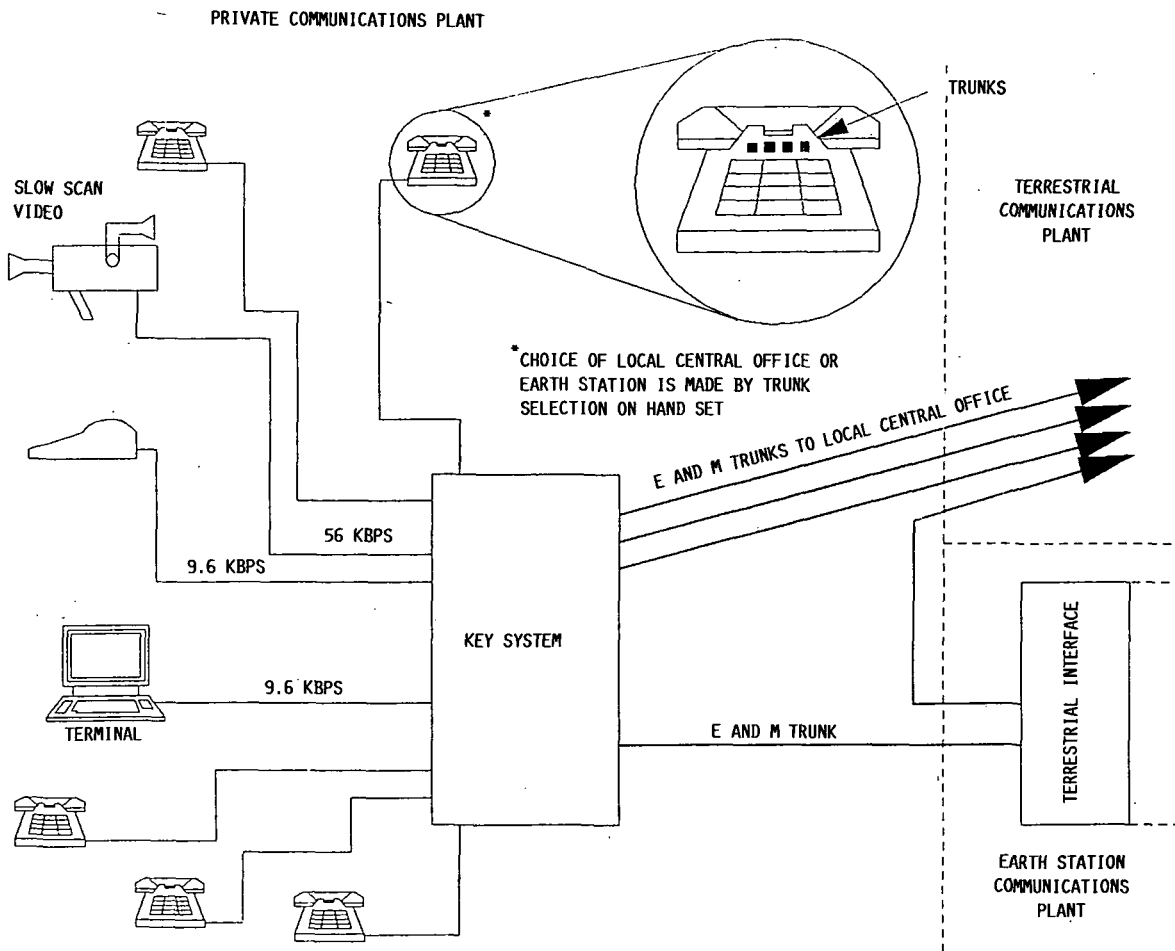 PRIVATE COMMUNICATIONS PLANT
*
TRUNKS
SLOW SCAN
VIDEO
TERRESTRIAL
COMMUNICATIONS
PLANT
*CHOICE OF LOCAL CENTRAL OFFICE OR
EARTH STATION IS MADE BY TRUNK
SELECTION ON HAND SET
E AND M TRUNKS TO LOCAL CENTRAL OFFICE
56 KBPS
9.6 KBPS
KEY SYSTEM
TERRESTRIAL INTERFACE
9.6 KBPS
TERMINAL
E AND M TRUNK
EARTH STATION
COMMUNICATIONS
PLANT